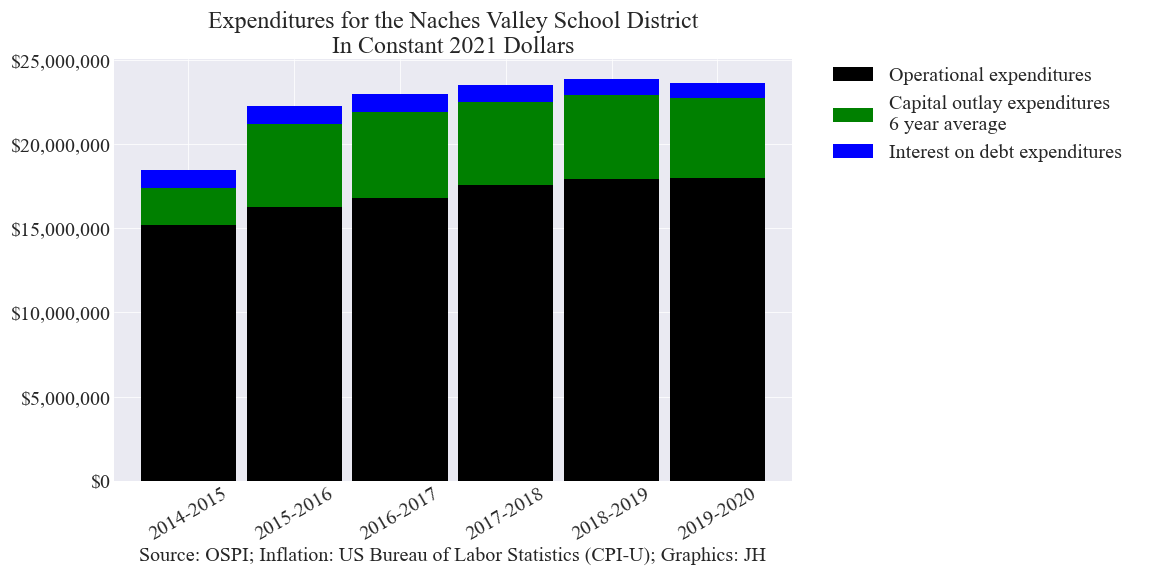 Expenditures for the Naches Valley School District
In Constant 2021 Dollars
$25,000,000
$20,000,000
$15,000,000
$10,000,000
$5,000,000
$0
2014-2015
2015-2016
2016-2017
2017-2018
2018-2019
2019-2020
Operational expenditures
Capital outlay expenditures
6 year average
Interest on debt expenditures
Source: OSPI; Inflation: US Bureau of Labor Statistics (CPI-U); Graphics: JH